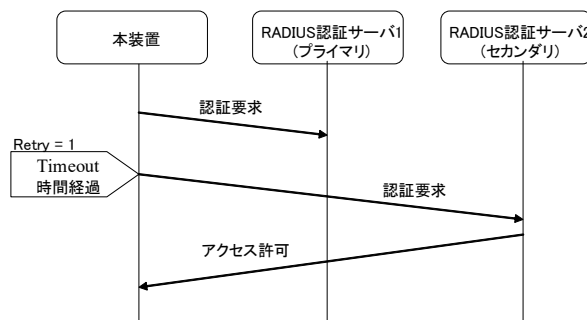 本装置
RADIUS認証サーバ1
(プライマリ)
RADIUS認証サーバ2
(セカンダリ)
認証要求
Retry = 1
Timeout
時間経過
認証要求
アクセス許可